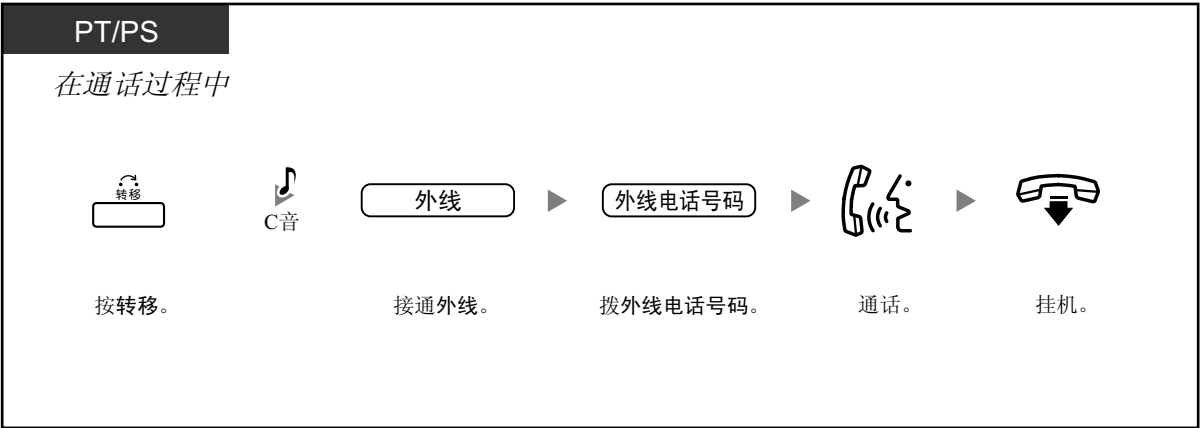 PT/PS
在通话过程中
转移
C音
外线
外线电话号码
按转移。
接通外线。
拨外线电话号码。
通话。
挂机。